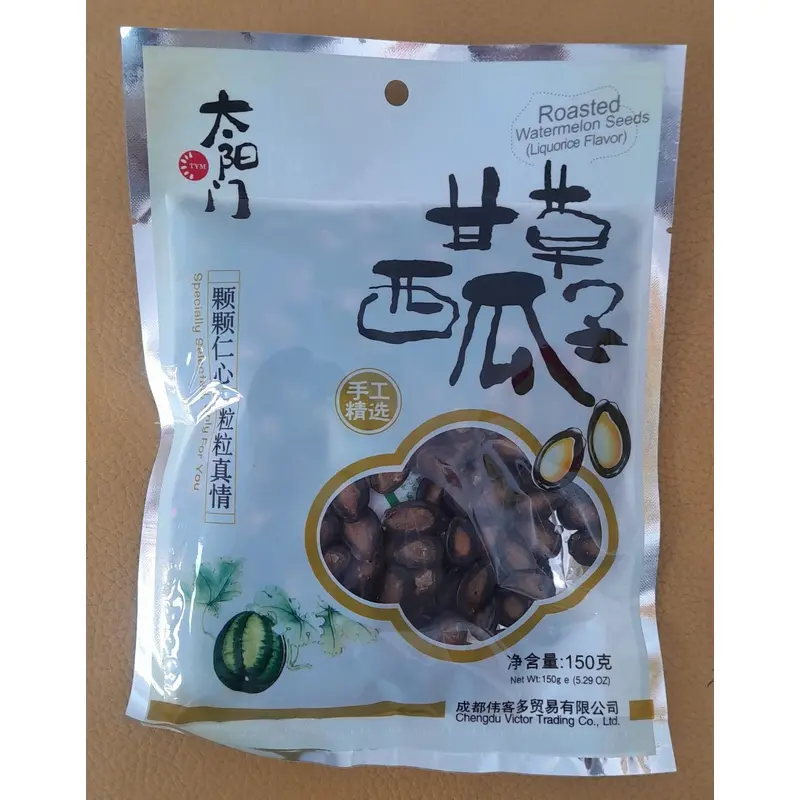 Roasted
Watermelon Seeds
(Liquorice Flavor)
太阳门
TYM
甘草
西瓜子
颗颗仁心 粒粒真情
Specially For You
手工
精选
净含量:150克
Net Wt:150g e (5.29 OZ)
成都伟客多贸易有限公司
Chengdu Victor Trading Co., Ltd.